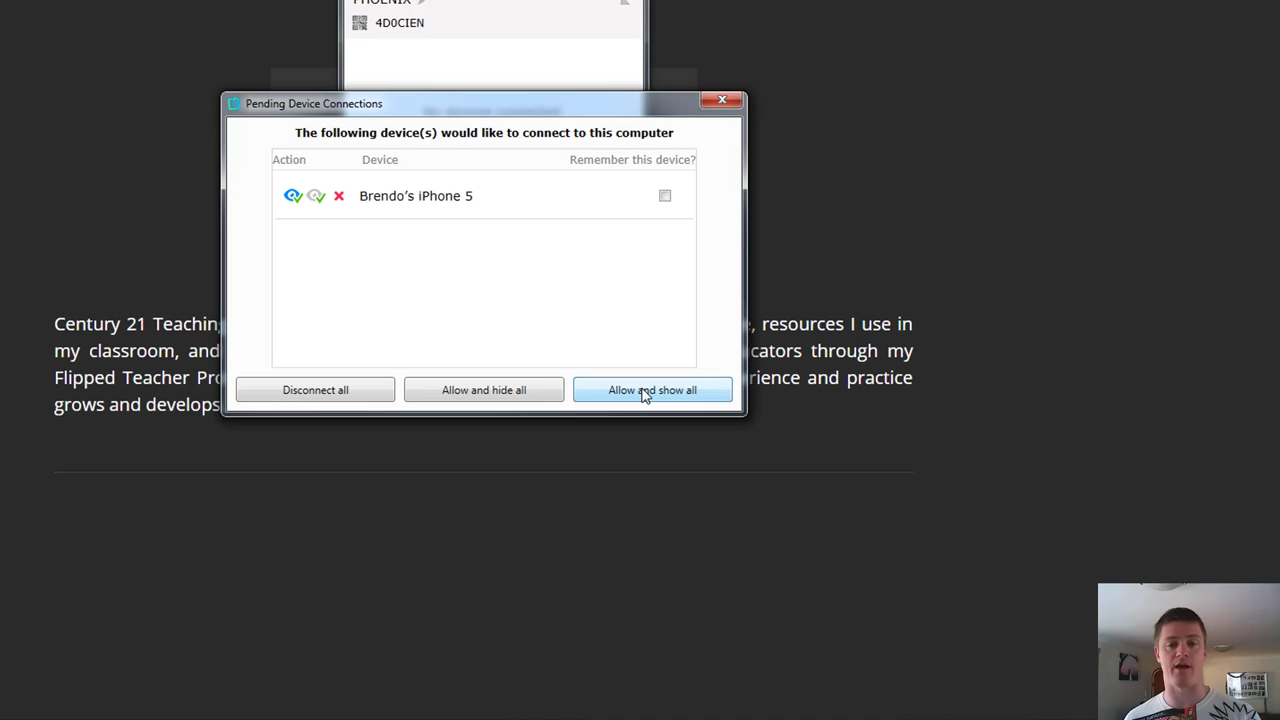 PHOENIX
4D0CIEN
Pending Device Connections
The following device(s) would like to connect to this computer
Action Device Remember this device?
Brendo’s iPhone 5
Disconnect all Allow and hide all Allow and show all
Century 21 Teaching , resources I use in
my classroom, and cators through my
Flipped Teacher Pro rience and practice
grows and develops